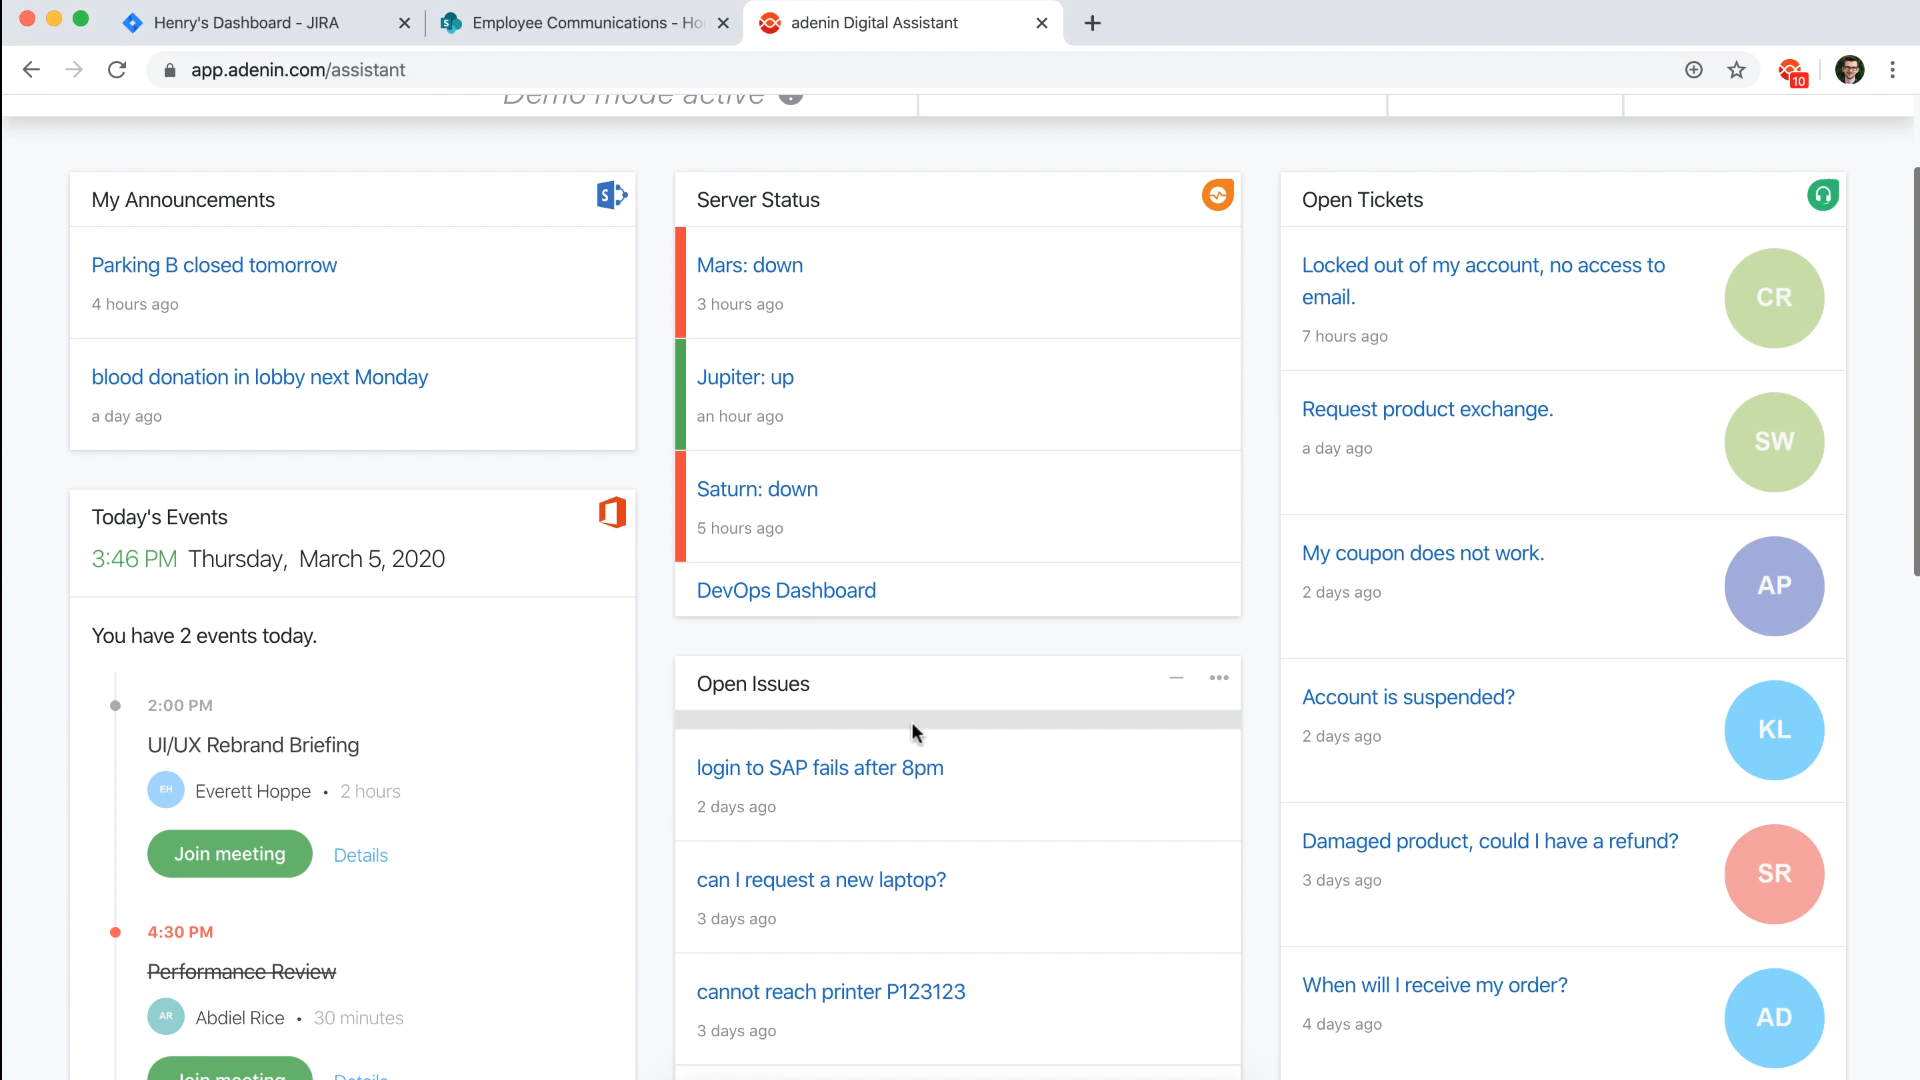 Henry's Dashboard - JIRA
Employee Communications - Ho
adenin Digital Assistant
app.adenin.com/assistant
10
Demo mode active
My Announcements
S
Parking B closed tomorrow
4 hours ago
blood donation in lobby next Monday
a day ago
Today's Events
3:46 PM Thursday, March 5, 2020
You have 2 events today.
2:00 PM
UI/UX Rebrand Briefing
EH
Everett Hoppe • 2 hours
Join meeting
Details
4:30 PM
Performance Review
AR
Abdiel Rice • 30 minutes
Join meeting
Details
Server Status
Mars: down
3 hours ago
Jupiter: up
an hour ago
Saturn: down
5 hours ago
DevOps Dashboard
Open Issues
login to SAP fails after 8pm
2 days ago
can I request a new laptop?
3 days ago
cannot reach printer P123123
3 days ago
Open Tickets
Locked out of my account, no access to
email.
7 hours ago
CR
Request product exchange.
a day ago
SW
My coupon does not work.
2 days ago
AP
Account is suspended?
2 days ago
KL
Damaged product, could I have a refund?
3 days ago
SR
When will I receive my order?
4 days ago
AD